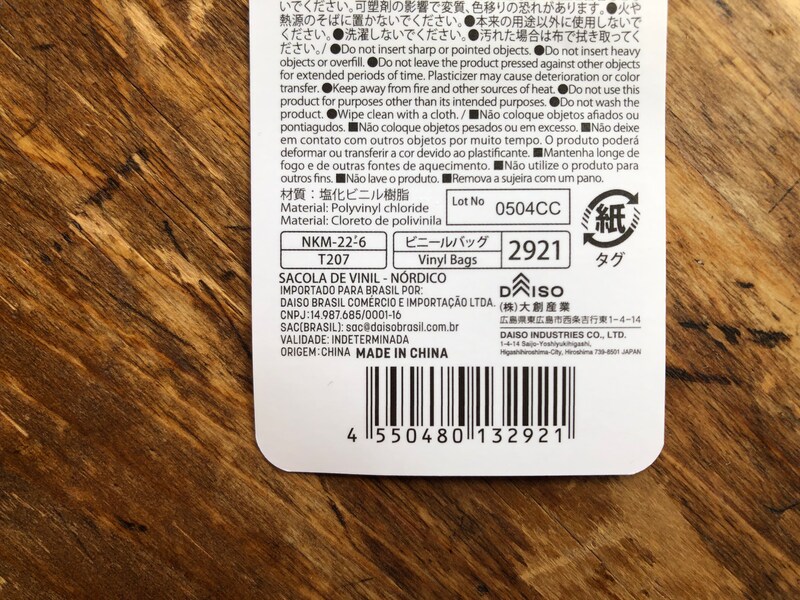 いでください。可塑剤の影響で変質、色移りの恐れがあります。●火や
熱源のそばに置かないでください。●本来の用途以外に使用しないで
ください。●洗濯しないでください。●汚れた場合は布で拭き取ってく
ださい。/ ●Do not insert sharp or pointed objects. ●Do not insert heavy
objects or overfill. ●Do not leave the product pressed against other objects
for extended periods of time. Plasticizer may cause deterioration or color
transfer. ●Keep away from fire and other sources of heat. ●Do not use this
product for purposes other than its intended purposes. ●Do not wash the
product. ●Wipe clean with a cloth. / ■Não coloque objetos afiados ou
pontiagudos. ■Não coloque objetos pesados ou em excesso. ■Não deixe
em contato com outros objetos por muito tempo. O produto poderá
deformar ou transferir a cor devido ao plastificante. ■Mantenha longe de
fogo e de outras fontes de aquecimento. ■Não utilize o produto para
outros fins. ■Não lave o produto. ■Remova a sujeira com um pano.
材質：塩化ビニル樹脂
Material: Polyvinyl chloride
Material: Cloreto de polivinila
Lot No 0504CC
紙
タグ
NKM-22-6
T207
ビニールバッグ
Vinyl Bags
2921
SACOLA DE VINIL - NÓRDICO
IMPORTADO PARA BRASIL POR:
DAISO BRASIL COMÉRCIO E IMPORTAÇÃO LTDA.
CNPJ:14.987.685/0001-16
SAC(BRASIL): sac@daisobrasil.com.br
VALIDADE: INDETERMINADA
ORIGEM:CHINA MADE IN CHINA
DAISO
(株)大創産業
広島県東広島市西条吉行東1-4-14
DAISO INDUSTRIES CO., LTD.
1-4-14 Saijo-Yoshiyukihigashi,
Higashihiroshima-City, Hiroshima 739-8501 JAPAN
4 550480 132921